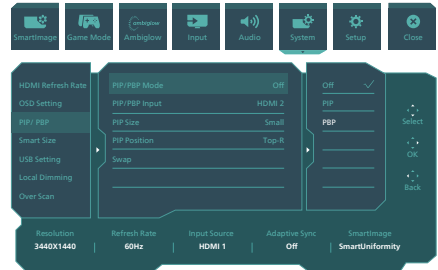 SmartImage
Game Mode
ambiglow
Ambiglow
Input
Audio
System
Setup
Close
HDMI Refresh Rate
OSD Setting
PIP/ PBP
Smart Size
USB Setting
Local Dimming
Over Scan
PIP/PBP Mode Off
PIP/PBP Input HDMI 2
PIP Size Small
PIP Position Top-R
Swap
Off
PIP
PBP
Select
OK
Back
Resolution Refresh Rate Input Source Adaptive Sync SmartImage
3440X1440 60Hz HDMI 1 Off SmartUniformity